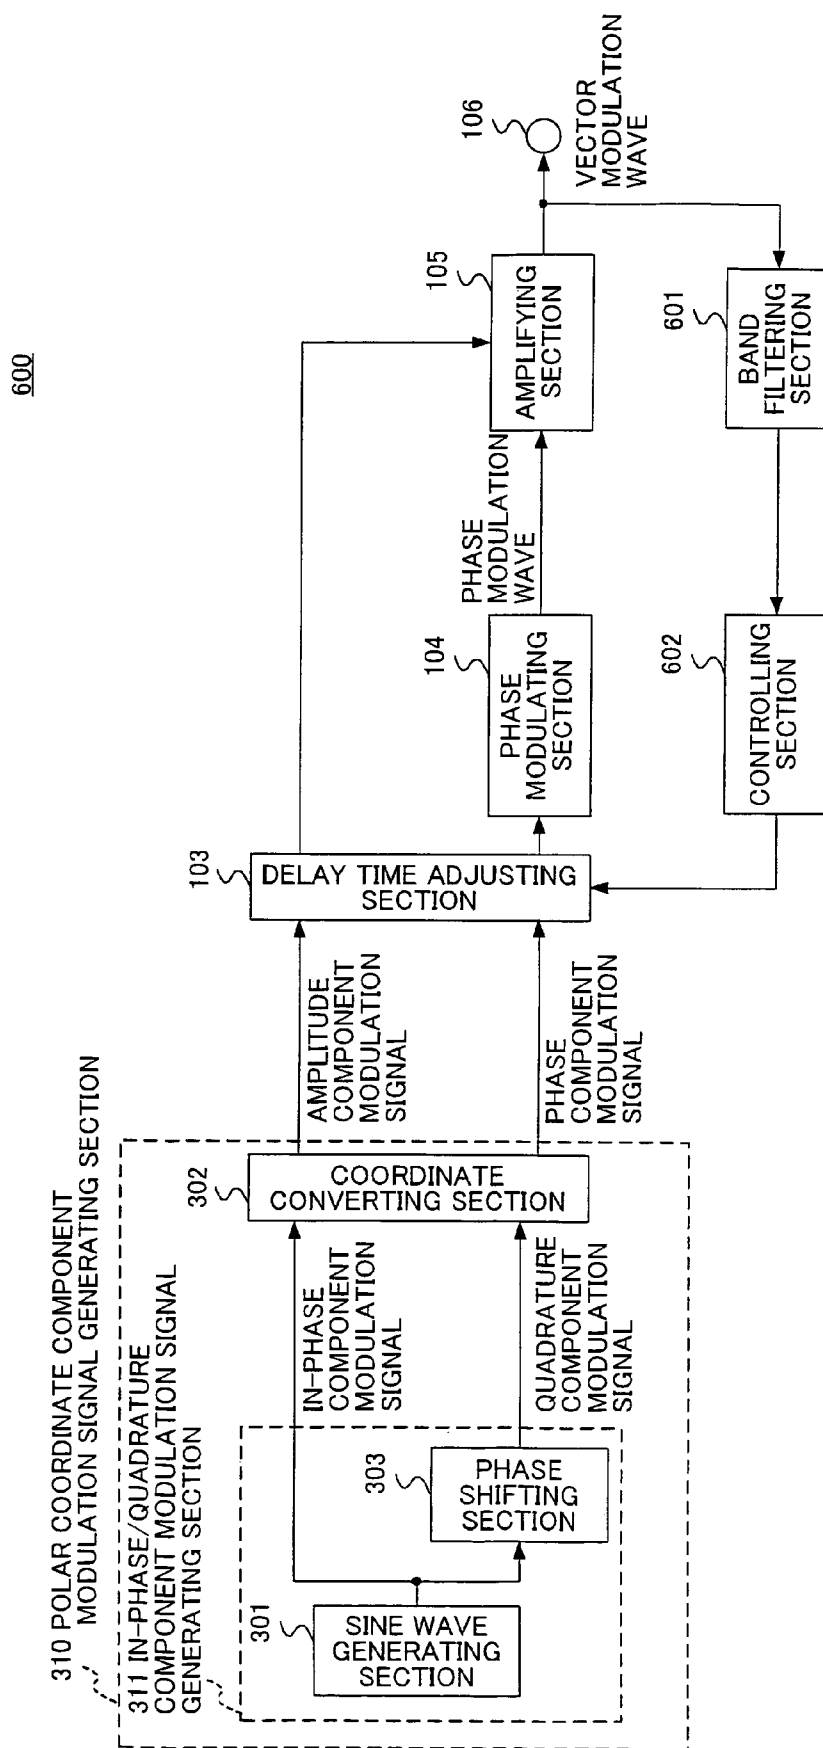 600
310 POLAR COORDINATE COMPONENT
MODULATION SIGNAL GENERATING SECTION
311 IN-PHASE/QUADRATURE
COMPONENT MODULATION SIGNAL
GENERATING SECTION
301
SINE WAVE
GENERATING
SECTION
303
PHASE
SHIFTING
SECTION
IN-PHASE
COMPONENT
MODULATION
SIGNAL
QUADRATURE
COMPONENT
MODULATION
SIGNAL
302
COORDINATE
CONVERTING SECTION
AMPLITUDE
COMPONENT
MODULATION
SIGNAL
PHASE
COMPONENT
MODULATION
SIGNAL
103
DELAY TIME ADJUSTING
SECTION
104
PHASE
MODULATING
SECTION
PHASE
MODULATION
WAVE
105
AMPLIFYING
SECTION
106
VECTOR
MODULATION
WAVE
601
BAND
FILTERING
SECTION
602
CONTROLLING
SECTION